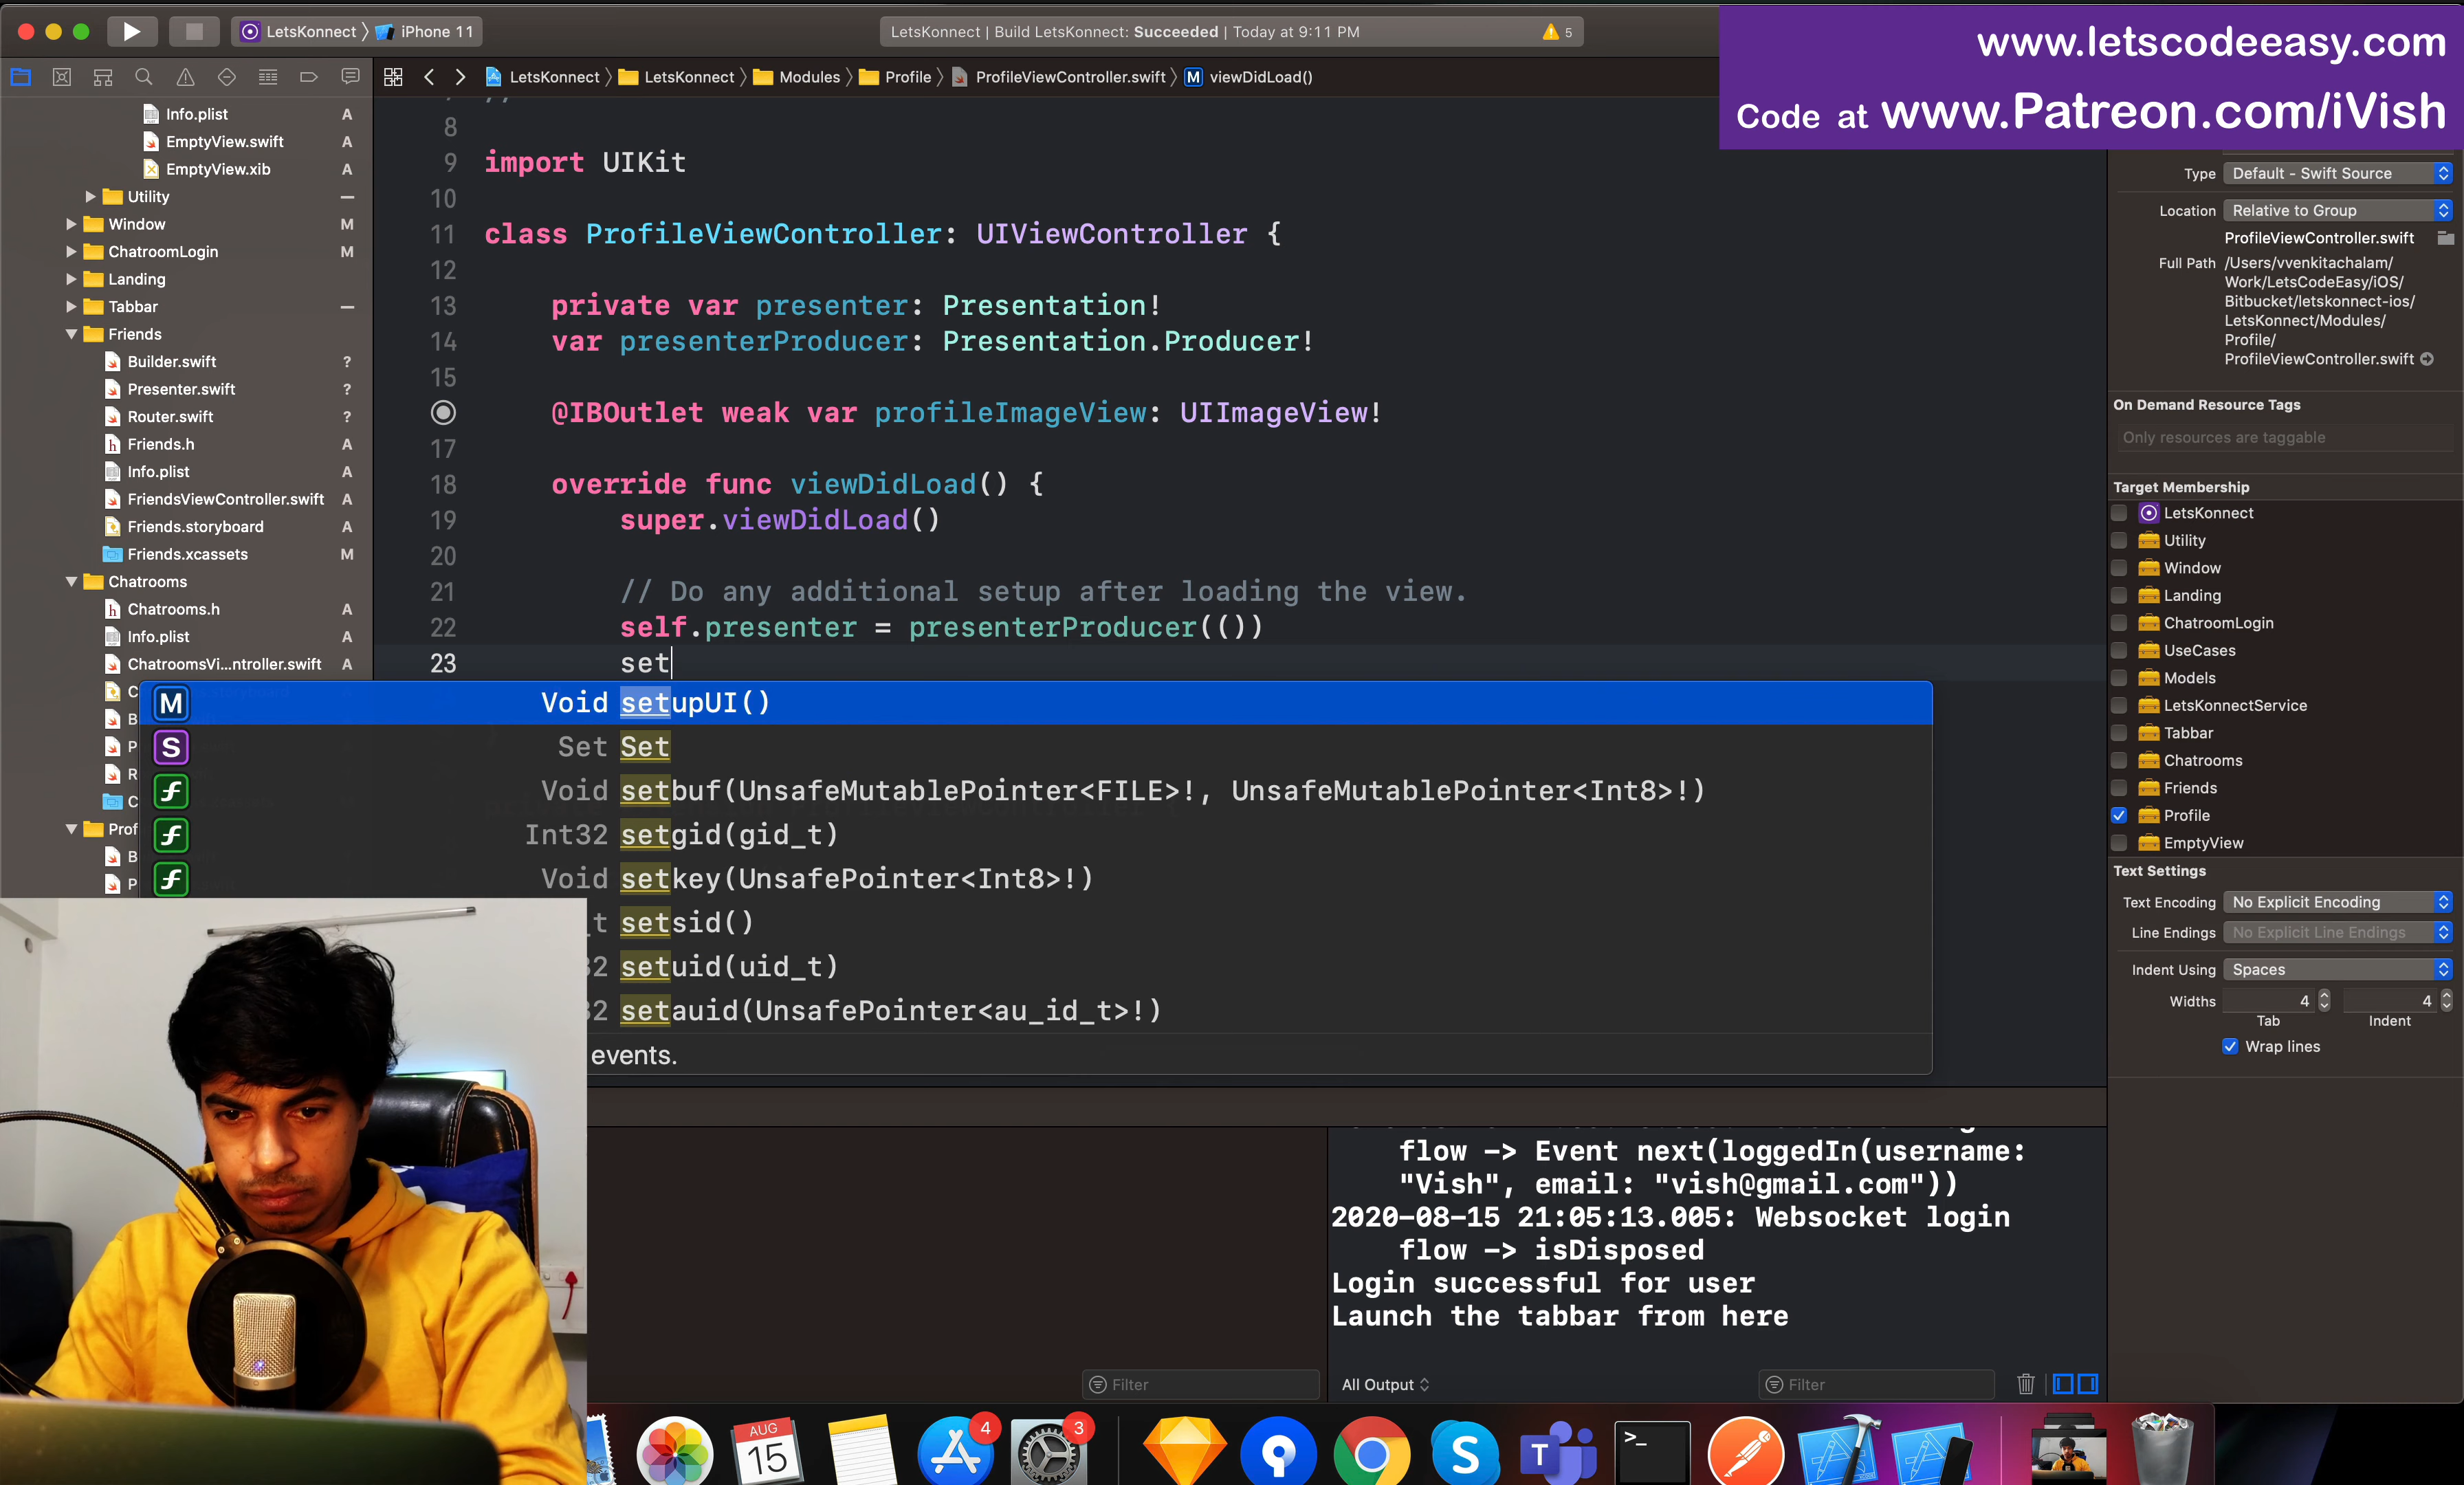 LetsKonnect
iPhone 11
LetsKonnect | Build LetsKonnect: Succeeded | Today at 9:11 PM
5
www.letscodeeasy.com
Code at www.Patreon.com/iVish
LetsKonnect
LetsKonnect
Modules
Profile
ProfileViewController.swift
M viewDidLoad()
Info.plist A
EmptyView.swift A
EmptyView.xib A
Utility
Window M
ChatroomLogin M
Landing
Tabbar
Friends
Builder.swift ?
Presenter.swift ?
Router.swift ?
h Friends.h A
Info.plist A
FriendsViewController.swift A
Friends.storyboard A
Friends.xcassets M
Chatrooms
h Chatrooms.h A
Info.plist A
ChatroomsVi...ntroller.swift A
C
B
P
R
C
Prof
B
P
8
9 import UIKit
10
11 class ProfileViewController: UIViewController {
12
13 private var presenter: Presentation!
14 var presenterProducer: Presentation.Producer!
15
@IBOutlet weak var profileImageView: UIImageView!
17
18 override func viewDidLoad() {
19 super.viewDidLoad()
20
21 // Do any additional setup after loading the view.
22 self.presenter = presenterProducer(())
23 set
M Void setupUI()
S Set Set
f Void setbuf(UnsafeMutablePointer<FILE>!, UnsafeMutablePointer<Int8>!)
f Int32 setgid(gid_t)
f Void setkey(UnsafePointer<Int8>!)
_t setsid()
32 setuid(uid_t)
32 setauid(UnsafePointer<au_id_t>!)
events.
Type Default - Swift Source
Location Relative to Group
ProfileViewController.swift
Full Path /Users/vvenkitachalam/
Work/LetsCodeEasy/iOS/
Bitbucket/letskonnect-ios/
LetsKonnect/Modules/
Profile/
ProfileViewController.swift
On Demand Resource Tags
Only resources are taggable
Target Membership
LetsKonnect
Utility
Window
Landing
ChatroomLogin
UseCases
Models
LetsKonnectService
Tabbar
Chatrooms
Friends
Profile
EmptyView
Text Settings
Text Encoding No Explicit Encoding
Line Endings No Explicit Line Endings
Indent Using Spaces
Widths 4 4
Tab Indent
Wrap lines
flow -> Event next(loggedIn(username:
"Vish", email: "vish@gmail.com"))
2020-08-15 21:05:13.005: Websocket login
flow -> isDisposed
Login successful for user
Launch the tabbar from here
Filter
All Output
Filter
AUG
15
4
3
S
T
>_